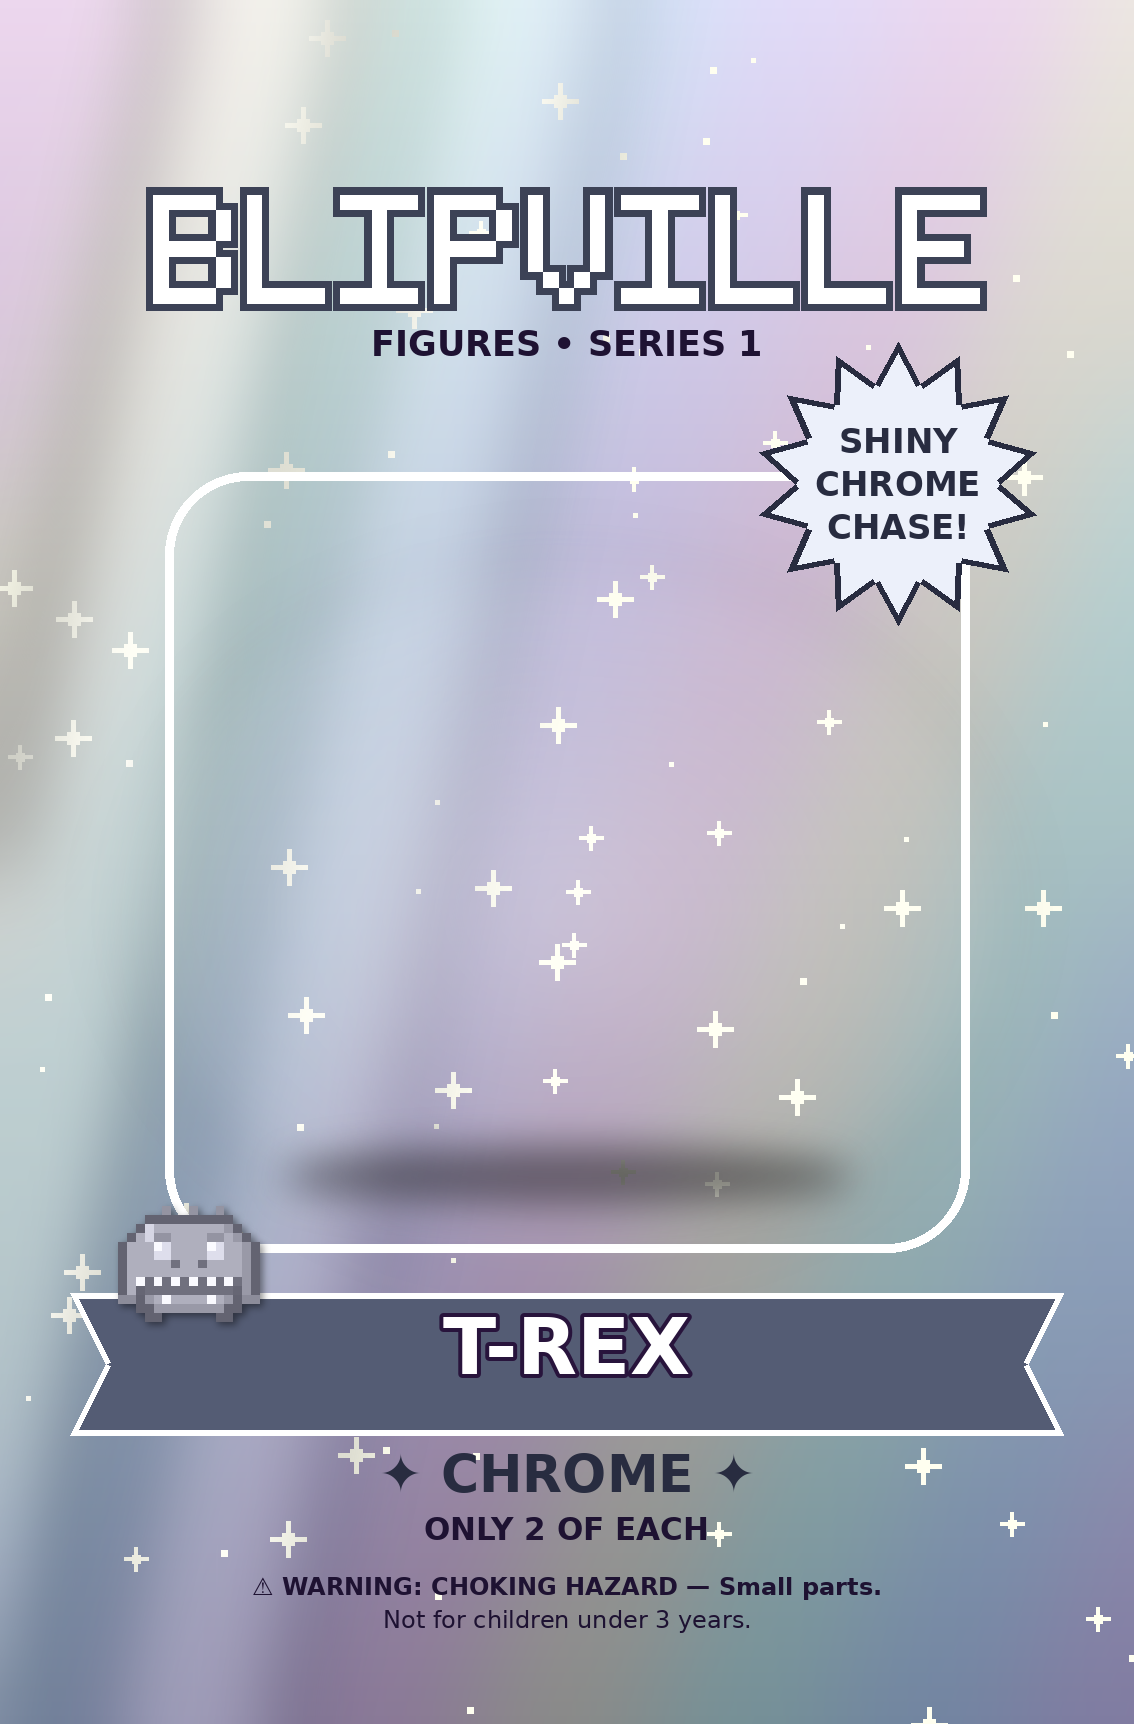 BLIPVILLE
FIGURES • SERIES 1
SHINY
CHROME
CHASE!
T-REX
✦ CHROME ✦
ONLY 2 OF EACH
⚠ WARNING: CHOKING HAZARD — Small parts.
Not for children under 3 years.